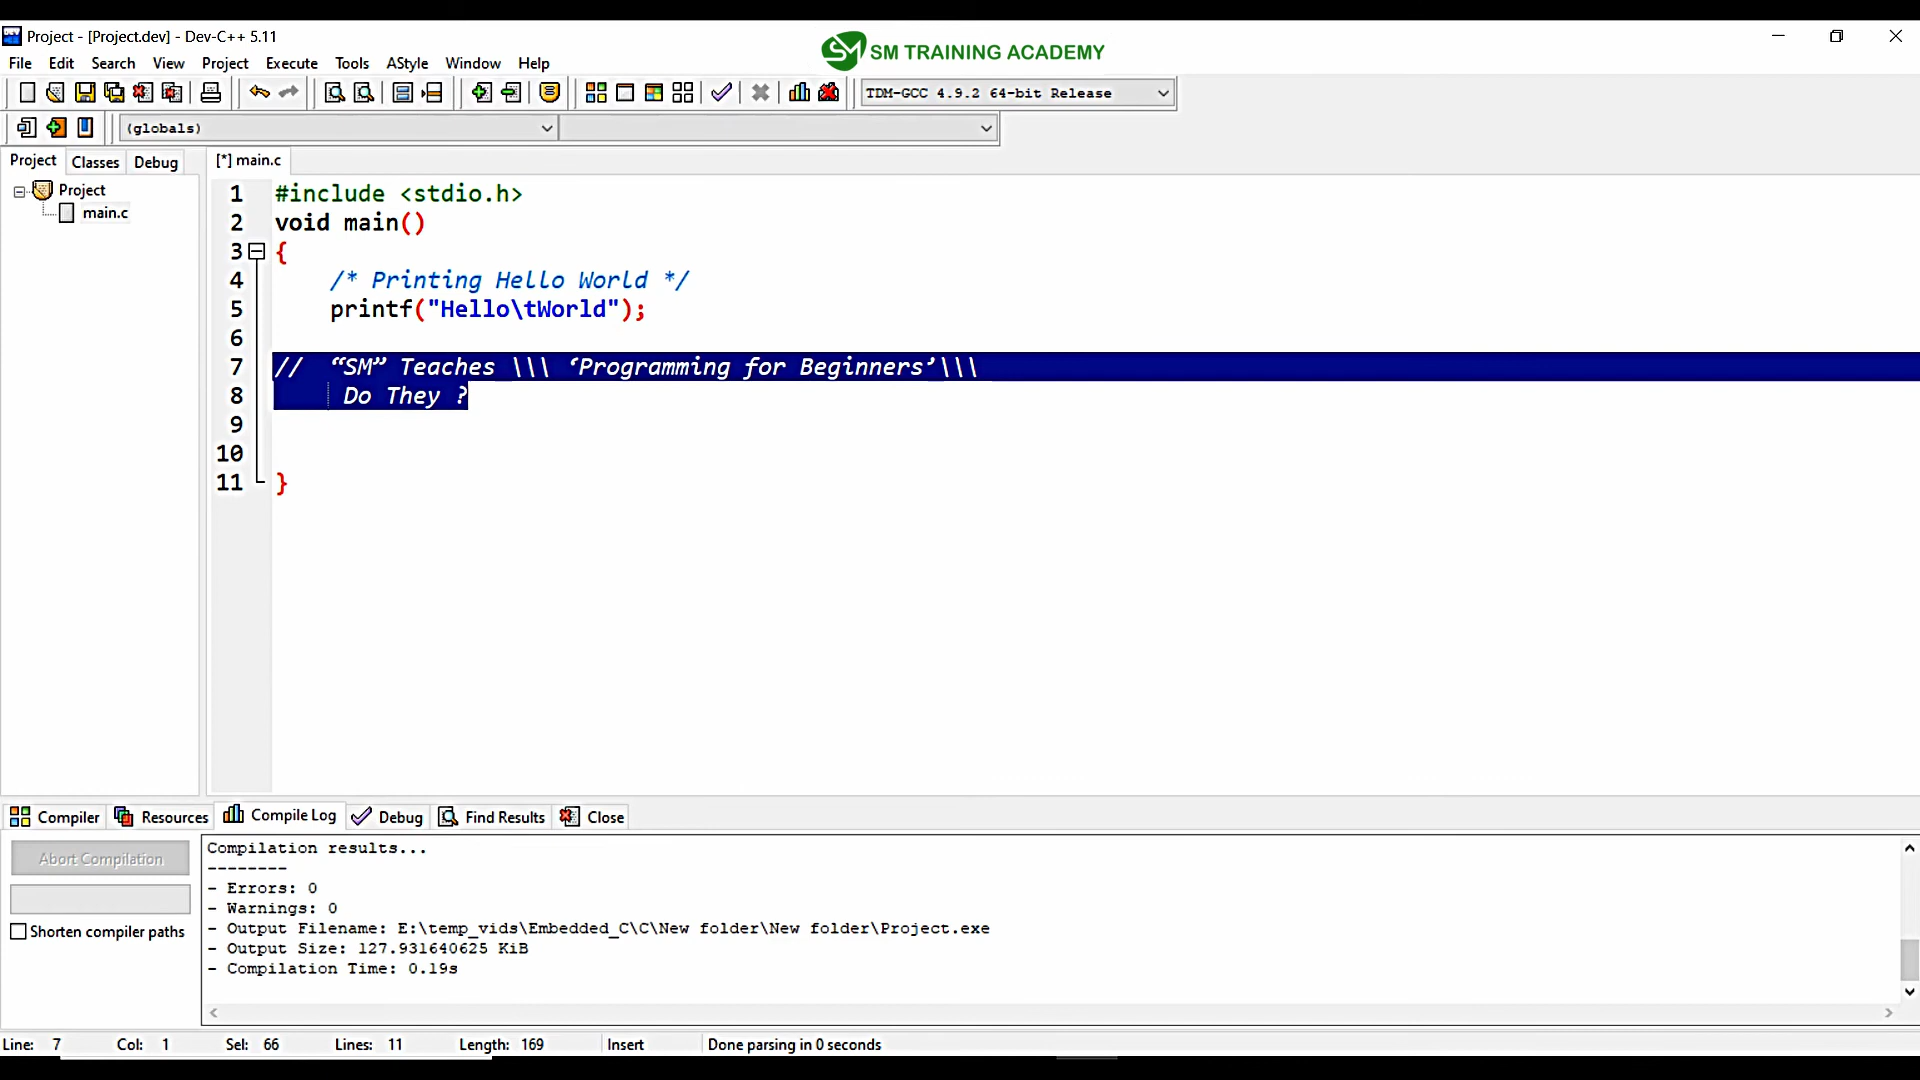 Project - [Project.dev] - Dev-C++ 5.11
SM TRAINING ACADEMY
File Edit Search View Project Execute Tools AStyle Window Help
TDM-GCC 4.9.2 64-bit Release
(globals)
Project Classes Debug
[*] main.c
Project
main.c
1 #include <stdio.h>
2 void main()
3 {
4 /* Printing Hello World */
5 printf("Hello\tWorld");
6
7 // “SM” Teaches \\\ ‘Programming for Beginners’\\\
8 Do They ?
9
10
11 }
Compiler Resources Compile Log Debug Find Results Close
Abort Compilation
Shorten compiler paths
Compilation results...
--------
- Errors: 0
- Warnings: 0
- Output Filename: E:\temp_vids\Embedded_C\C\New folder\New folder\Project.exe
- Output Size: 127.931640625 KiB
- Compilation Time: 0.19s
Line: 7 Col: 1 Sel: 66 Lines: 11 Length: 169 Insert Done parsing in 0 seconds